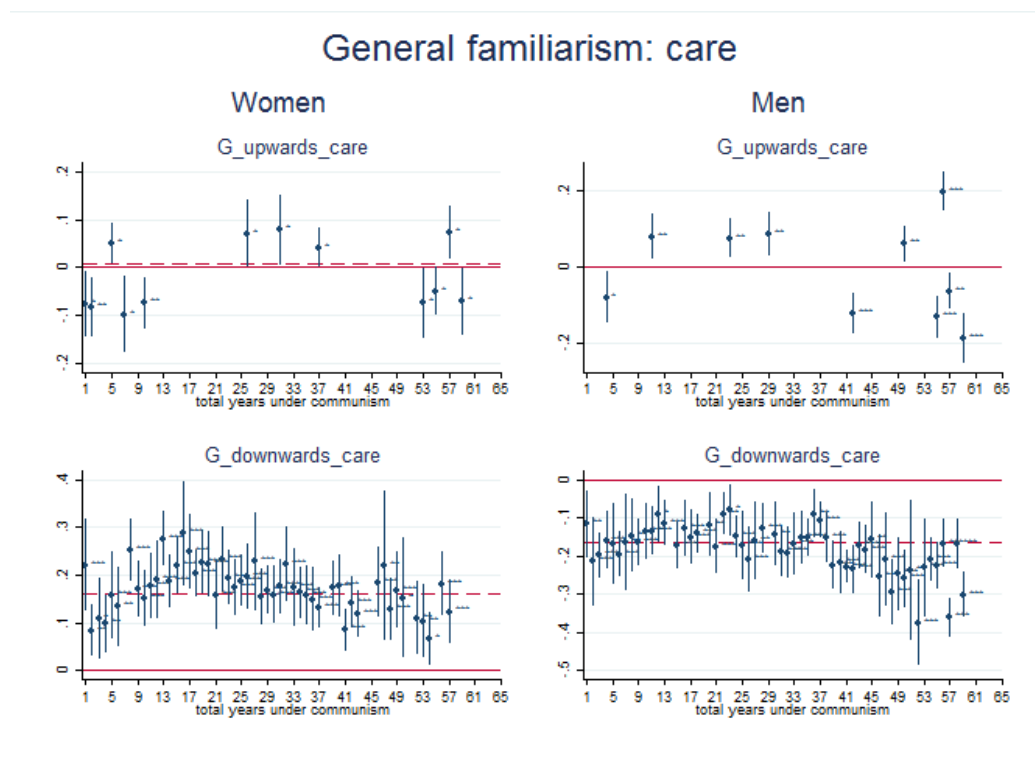 General familiarism: care
Women
Men
G_upwards_care
.2
.1
0
-.1
-.2
1 5 9 13 17 21 25 29 33 37 41 45 49 53 57 61 65
total years under communism
G_upwards_care
.2
0
-.2
1 5 9 13 17 21 25 29 33 37 41 45 49 53 57 61 65
total years under communism
G_downwards_care
.4
.3
.2
.1
0
1 5 9 13 17 21 25 29 33 37 41 45 49 53 57 61 65
total years under communism
G_downwards_care
0
-.1
-.2
-.3
-.4
-.5
1 5 9 13 17 21 25 29 33 37 41 45 49 53 57 61 65
total years under communism